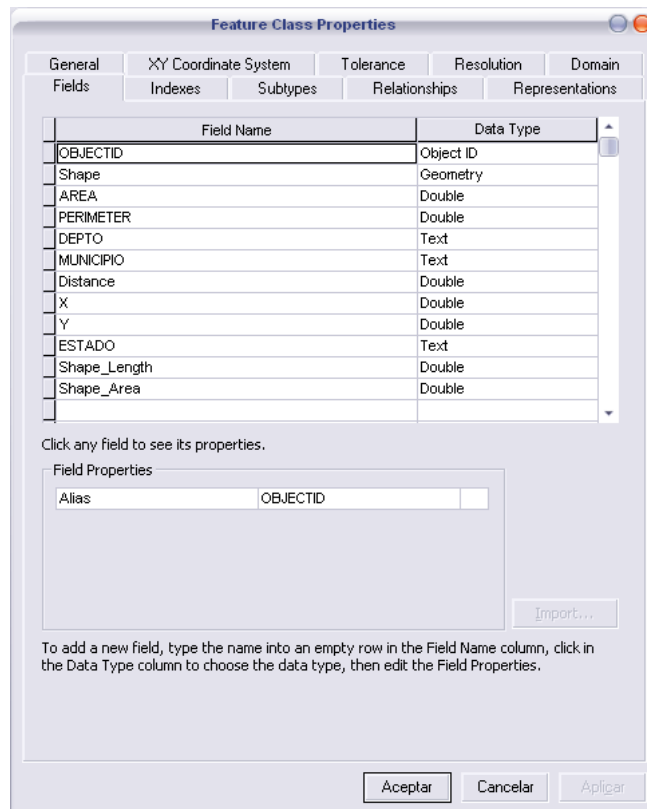 Feature Class Properties
General XY Coordinate System Tolerance Resolution Domain
Fields Indexes Subtypes Relationships Representations
Field Name Data Type
OBJECTID Object ID
Shape Geometry
AREA Double
PERIMETER Double
DEPTO Text
MUNICIPIO Text
Distance Double
X Double
Y Double
ESTADO Text
Shape_Length Double
Shape_Area Double
Click any field to see its properties.
Field Properties
Alias OBJECTID
Import...
To add a new field, type the name into an empty row in the Field Name column, click in
the Data Type column to choose the data type, then edit the Field Properties.
Aceptar Cancelar Aplicar